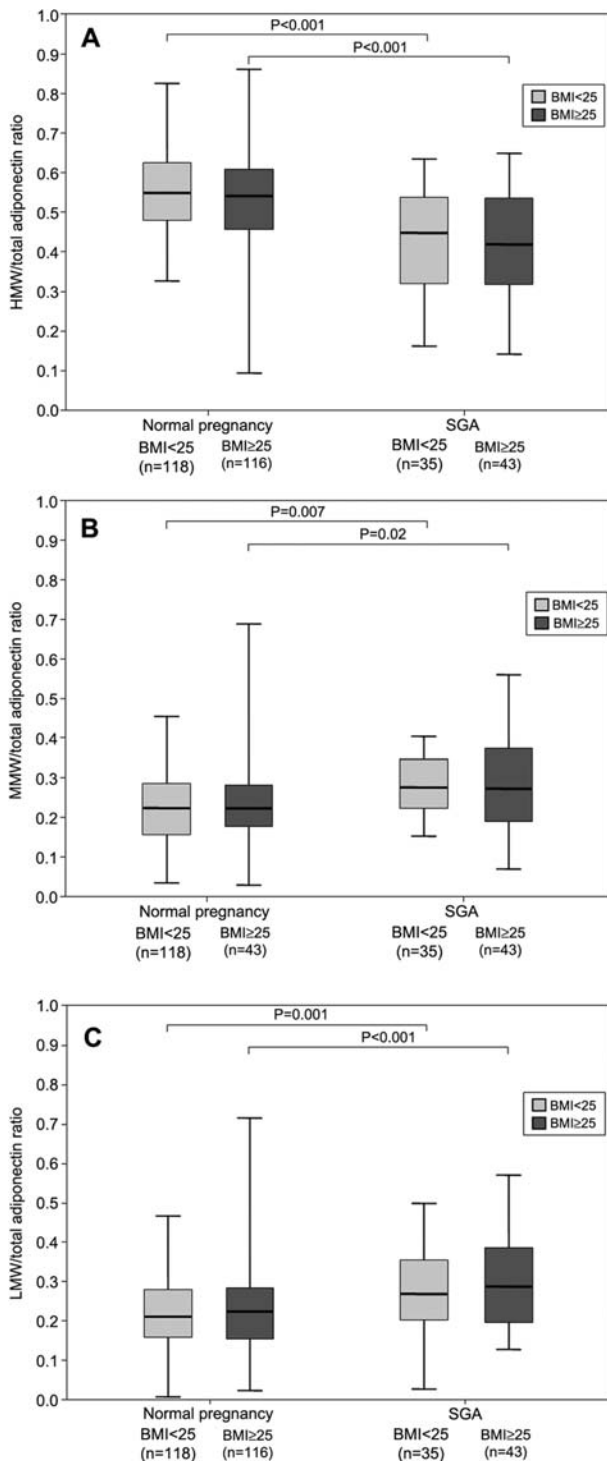 A
P<0.001
P<0.001
BMI<25
BMI≥25
HMW/total adiponectin ratio
1.0
0.9
0.8
0.7
0.6
0.5
0.4
0.3
0.2
0.1
0.0
Normal pregnancy SGA
BMI<25 BMI≥25 BMI<25 BMI≥25
(n=118) (n=116) (n=35) (n=43)
B
P=0.007
P=0.02
BMI<25
BMI≥25
MMW/total adiponectin ratio
1.0
0.9
0.8
0.7
0.6
0.5
0.4
0.3
0.2
0.1
0.0
Normal pregnancy SGA
BMI<25 BMI≥25 BMI<25 BMI≥25
(n=118) (n=43) (n=35) (n=43)
C
P=0.001
P<0.001
BMI<25
BMI≥25
LMW/total adiponectin ratio
1.0
0.9
0.8
0.7
0.6
0.5
0.4
0.3
0.2
0.1
0.0
Normal pregnancy SGA
BMI<25 BMI≥25 BMI<25 BMI≥25
(n=118) (n=116) (n=35) (n=43)